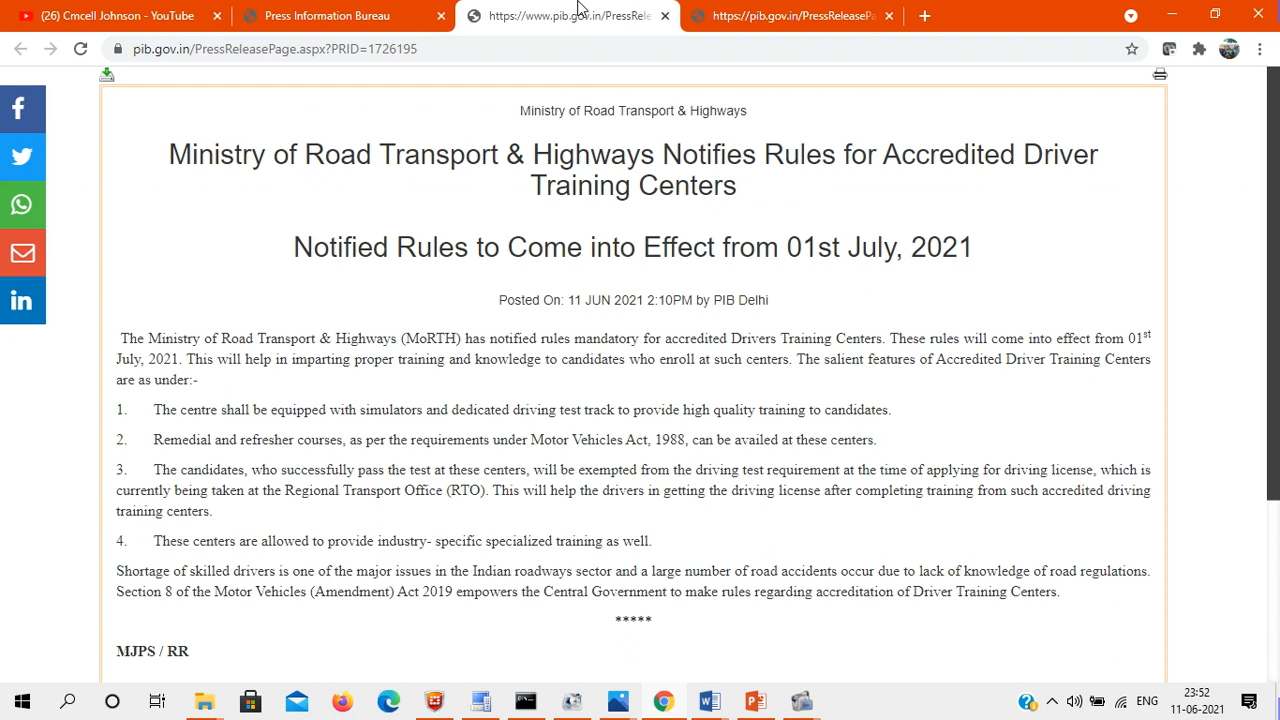 (26) Cmcell Johnson - YouTube
Press Information Bureau
https://www.pib.gov.in/PressRele
https://pib.gov.in/PressReleaseP
pib.gov.in/PressReleasePage.aspx?PRID=1726195
Ministry of Road Transport & Highways
Ministry of Road Transport & Highways Notifies Rules for Accredited Driver
Training Centers
Notified Rules to Come into Effect from 01st July, 2021
Posted On: 11 JUN 2021 2:10PM by PIB Delhi
The Ministry of Road Transport & Highways (MoRTH) has notified rules mandatory for accredited Drivers Training Centers. These rules will come into effect from 01st
July, 2021. This will help in imparting proper training and knowledge to candidates who enroll at such centers. The salient features of Accredited Driver Training Centers
are as under:-
1. The centre shall be equipped with simulators and dedicated driving test track to provide high quality training to candidates.
2. Remedial and refresher courses, as per the requirements under Motor Vehicles Act, 1988, can be availed at these centers.
3. The candidates, who successfully pass the test at these centers, will be exempted from the driving test requirement at the time of applying for driving license, which is
currently being taken at the Regional Transport Office (RTO). This will help the drivers in getting the driving license after completing training from such accredited driving
training centers.
4. These centers are allowed to provide industry- specific specialized training as well.
Shortage of skilled drivers is one of the major issues in the Indian roadways sector and a large number of road accidents occur due to lack of knowledge of road regulations.
Section 8 of the Motor Vehicles (Amendment) Act 2019 empowers the Central Government to make rules regarding accreditation of Driver Training Centers.
*****
MJPS / RR
ENG
23:52
11-06-2021